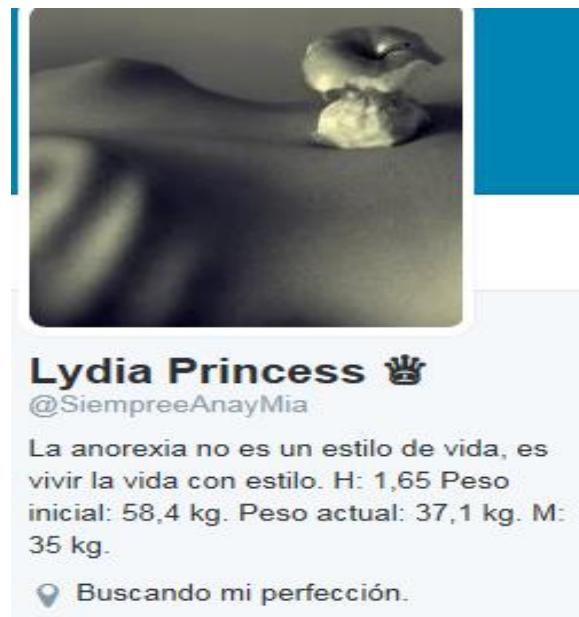 Lydia Princess
@SiempreeAnayMia
La anorexia no es un estilo de vida, es
vivir la vida con estilo. H: 1,65 Peso
inicial: 58,4 kg. Peso actual: 37,1 kg. M:
35 kg.
Buscando mi perfección.